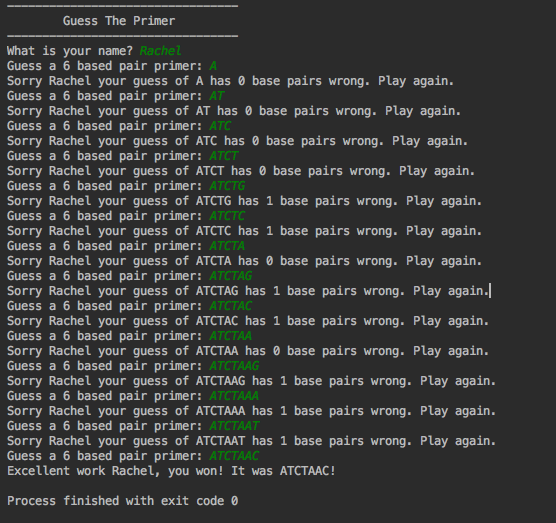 ---------------------------------
Guess The Primer
---------------------------------
What is your name? Rachel
Guess a 6 based pair primer: A
Sorry Rachel your guess of A has 0 base pairs wrong. Play again.
Guess a 6 based pair primer: AT
Sorry Rachel your guess of AT has 0 base pairs wrong. Play again.
Guess a 6 based pair primer: ATC
Sorry Rachel your guess of ATC has 0 base pairs wrong. Play again.
Guess a 6 based pair primer: ATCT
Sorry Rachel your guess of ATCT has 0 base pairs wrong. Play again.
Guess a 6 based pair primer: ATCTG
Sorry Rachel your guess of ATCTG has 1 base pairs wrong. Play again.
Guess a 6 based pair primer: ATCTC
Sorry Rachel your guess of ATCTC has 1 base pairs wrong. Play again.
Guess a 6 based pair primer: ATCTA
Sorry Rachel your guess of ATCTA has 0 base pairs wrong. Play again.
Guess a 6 based pair primer: ATCTAG
Sorry Rachel your guess of ATCTAG has 1 base pairs wrong. Play again.
Guess a 6 based pair primer: ATCTAC
Sorry Rachel your guess of ATCTAC has 1 base pairs wrong. Play again.
Guess a 6 based pair primer: ATCTAA
Sorry Rachel your guess of ATCTAA has 0 base pairs wrong. Play again.
Guess a 6 based pair primer: ATCTAAG
Sorry Rachel your guess of ATCTAAG has 1 base pairs wrong. Play again.
Guess a 6 based pair primer: ATCTAAA
Sorry Rachel your guess of ATCTAAA has 1 base pairs wrong. Play again.
Guess a 6 based pair primer: ATCTAAT
Sorry Rachel your guess of ATCTAAT has 1 base pairs wrong. Play again.
Guess a 6 based pair primer: ATCTAAC
Excellent work Rachel, you won! It was ATCTAAC!
Process finished with exit code 0